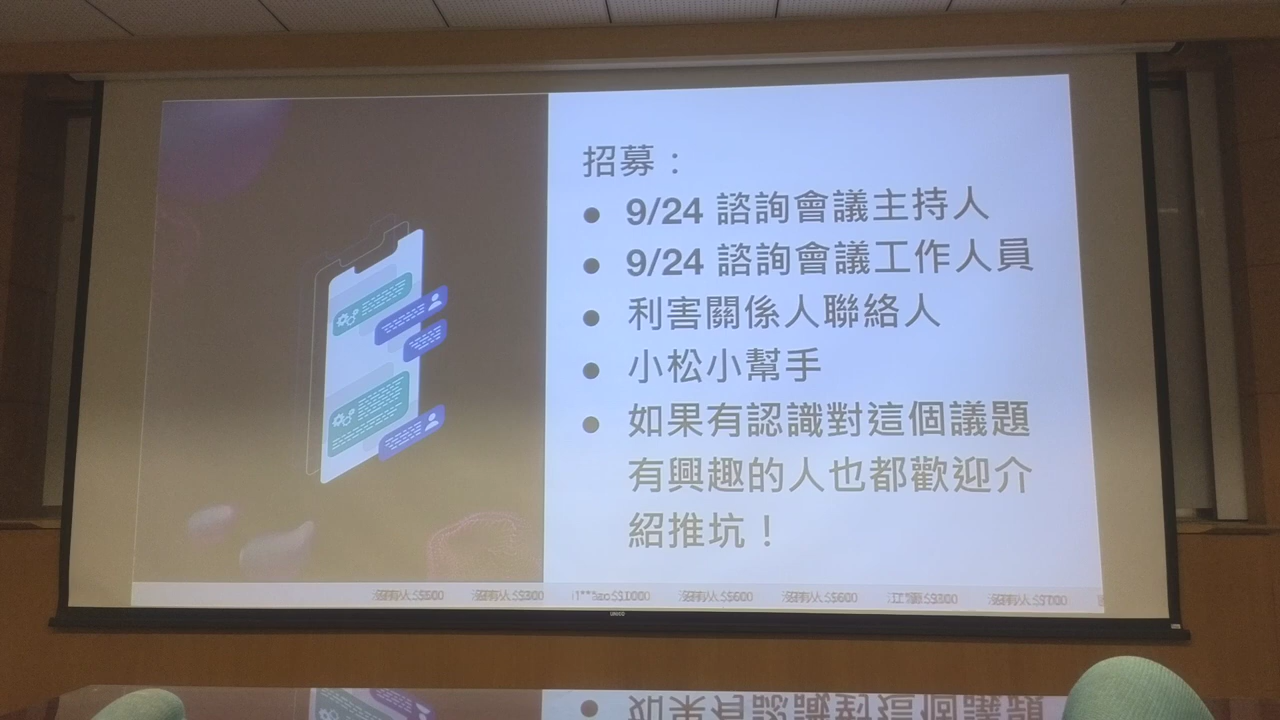 招募：
● 9/24 諮詢會議主持人
● 9/24 諮詢會議工作人員
● 利害關係人聯絡人
● 小松小幫手
● 如果有認識對這個議題
有興趣的人也都歡迎介
紹推坑！